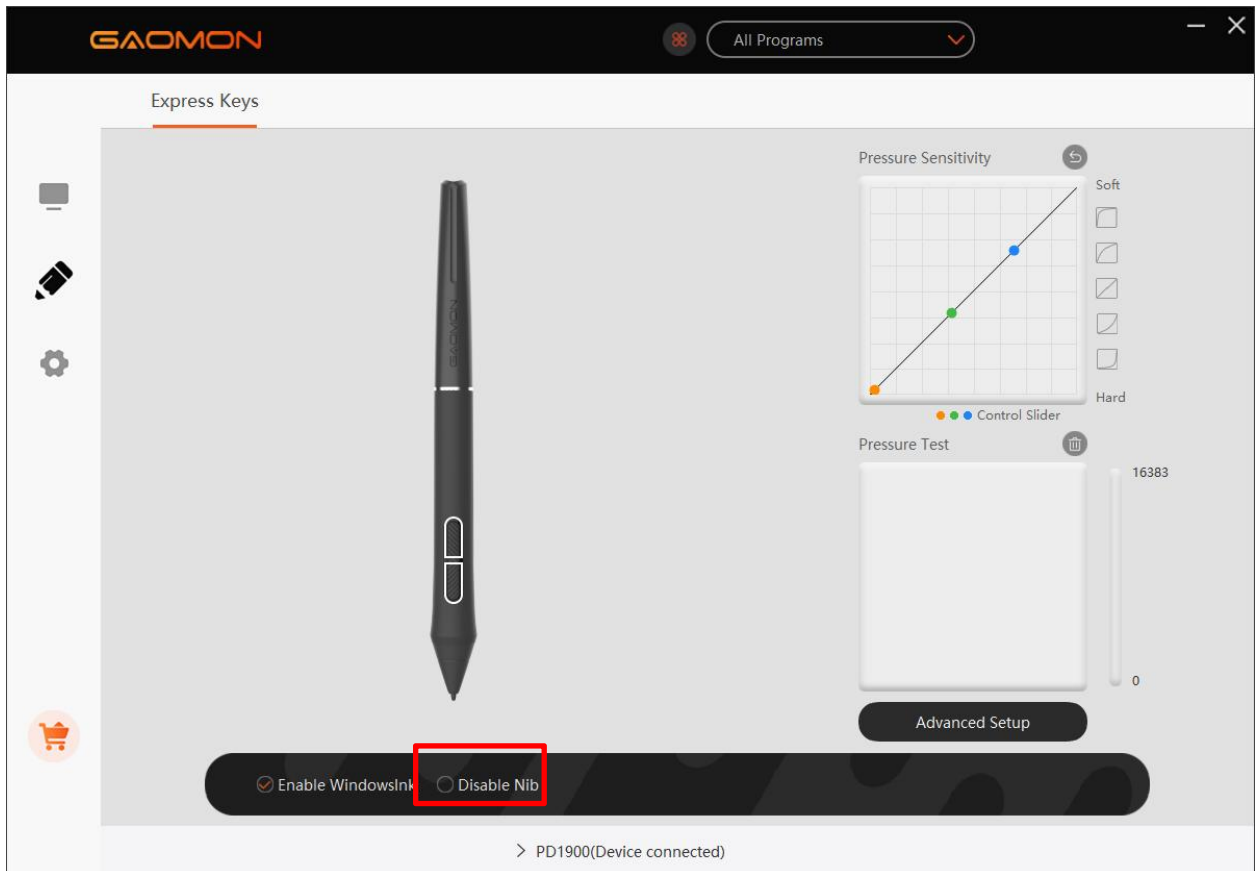 GAOMON
All Programs
Express Keys
Pressure Sensitivity
Soft
GAOMON
Hard
Control Slider
Pressure Test
16383
0
Advanced Setup
Enable WindowsInk
Disable Nib
> PD1900(Device connected)